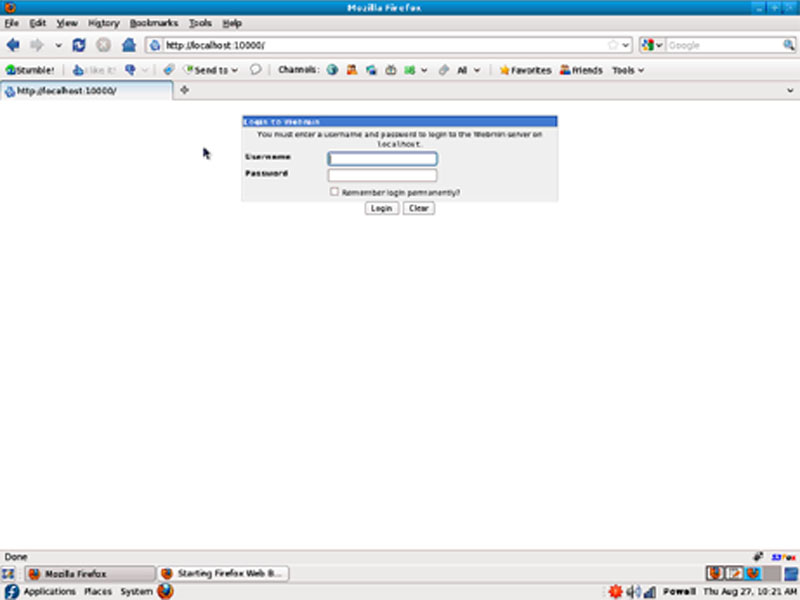 Mozilla Firefox
File Edit View History Bookmarks Tools Help
http://localhost:10000/ Google
Stumble! I like it! Send to Channels: All Favorites Friends Tools
http://localhost:10000/
Login to Webmin
You must enter a username and password to login to the Webmin server on
localhost.
Username
Password
Remember login permanently?
Login Clear
Done
Mozilla Firefox Starting Firefox Web B...
Applications Places System Powell Thu Aug 27, 10:21 AM